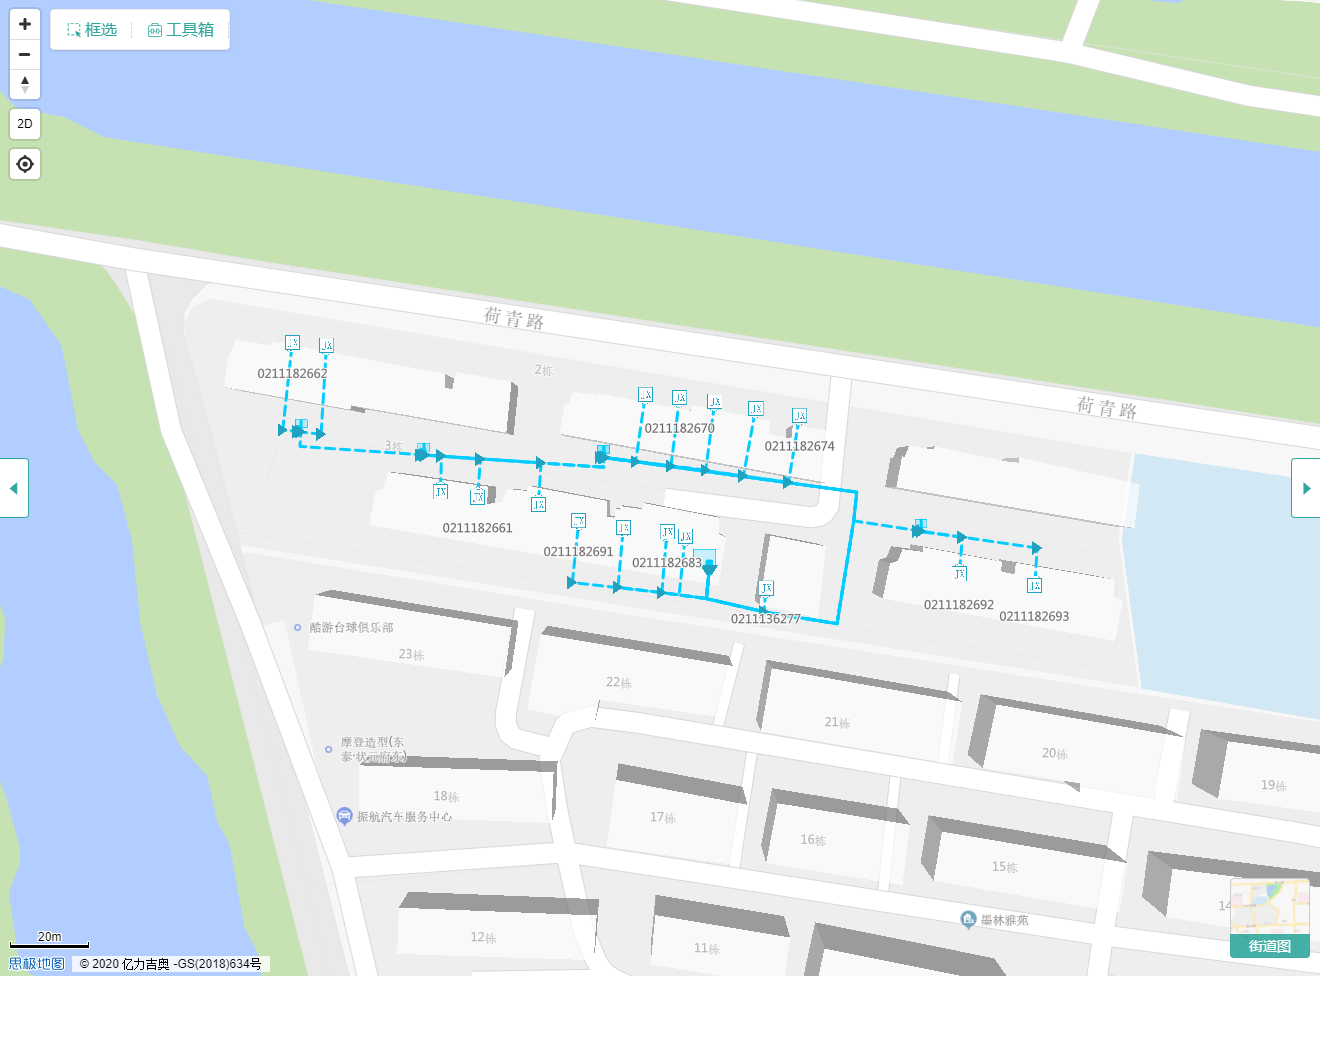 框选
工具箱
2D
荷青路
荷青路
2栋
3栋
JX
JX
0211182662
JX
JX
JX
JX
JX
0211182670
0211182674
JX
JX
JX
0211182661
JX
JX
JX
JX
0211182691
0211182683
JX
0211136277
JX
JX
0211182692
0211182693
酷游台球俱乐部
23栋
22栋
21栋
20栋
19栋
摩登造型(东
泰·状元府东)
18栋
振航汽车服务中心
17栋
16栋
15栋
14
墨林雅苑
12栋
11栋
20m
思极地图
© 2020 亿力吉奥 -GS(2018)634号
街道图